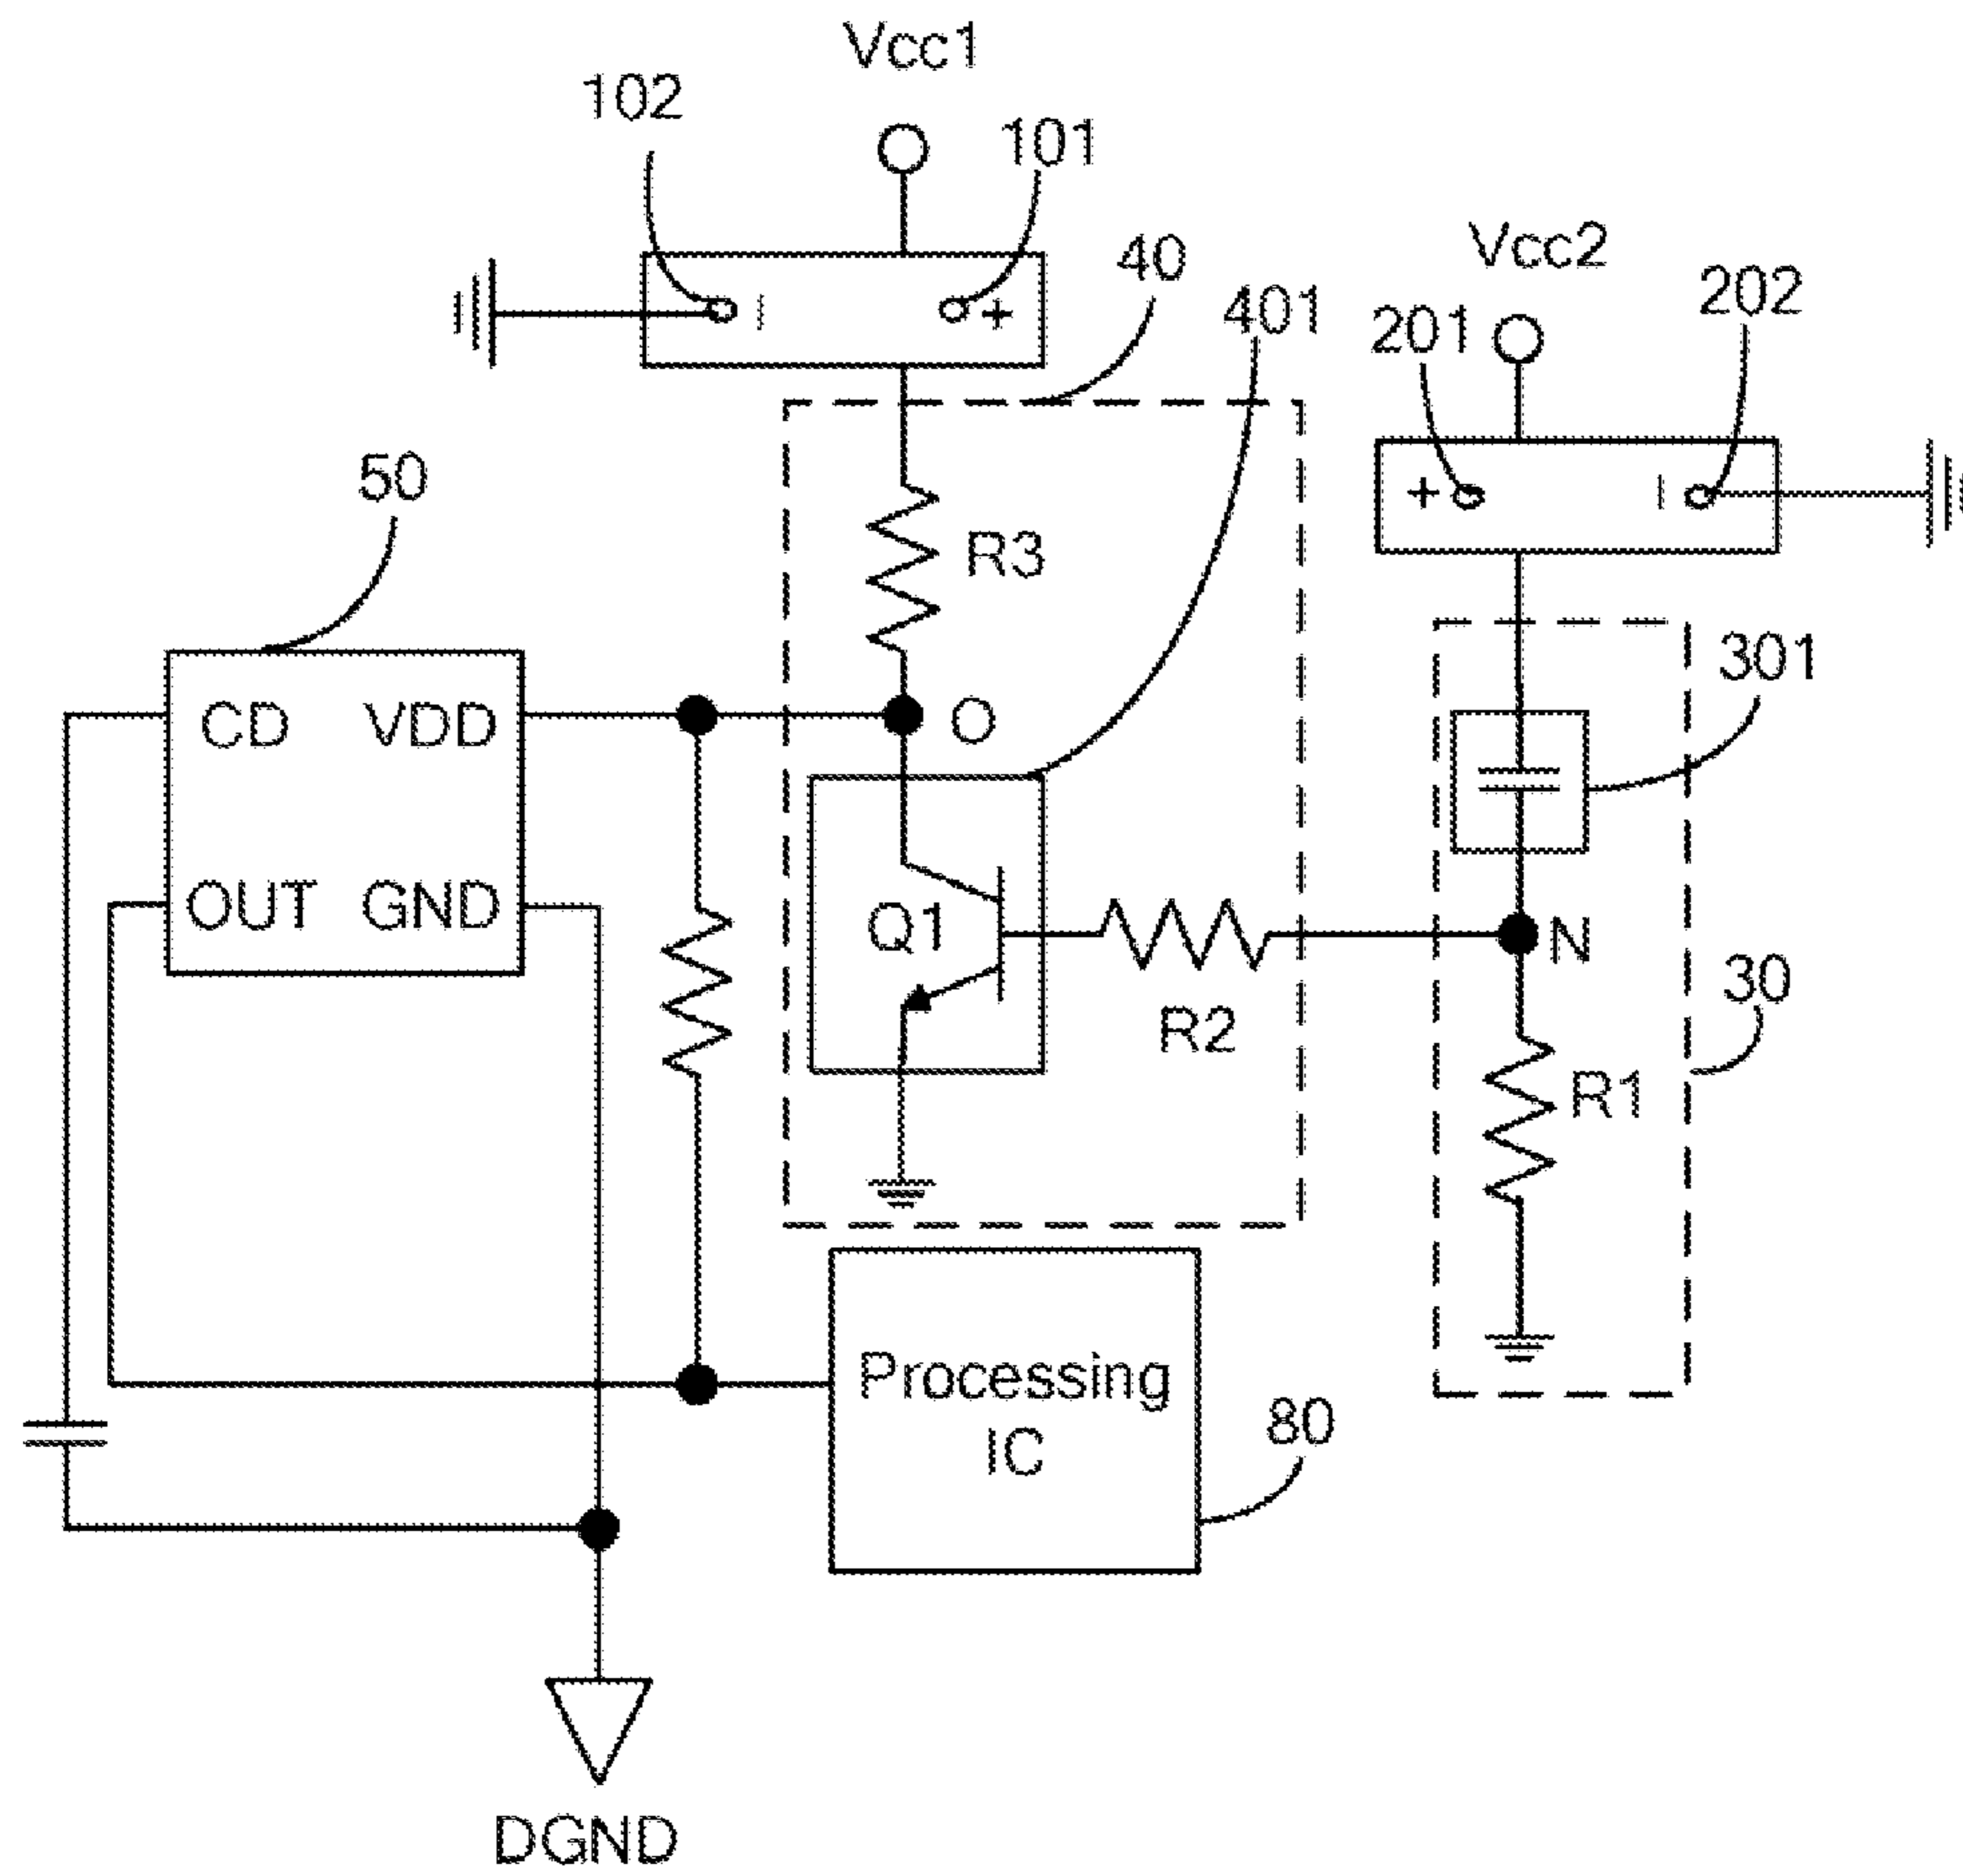 Vcc1
102
101
40
Vcc2
401
201
202
- +
+ -
50
R3
301
CD VDD
O
OUT GND
Q1
N
R2
30
R1
Processing
IC
80
DGND